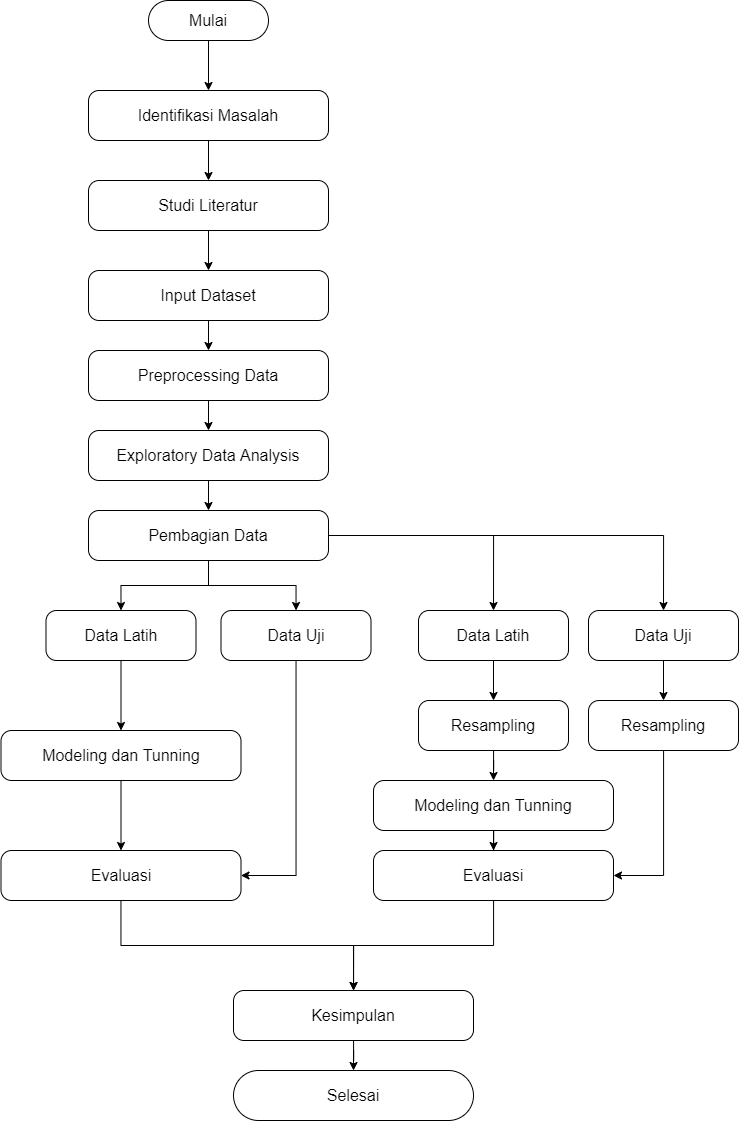 Mulai
Identifikasi Masalah
Studi Literatur
Input Dataset
Preprocessing Data
Exploratory Data Analysis
Pembagian Data
Data Latih
Data Uji
Data Latih
Data Uji
Resampling
Resampling
Modeling dan Tunning
Modeling dan Tunning
Evaluasi
Evaluasi
Kesimpulan
Selesai